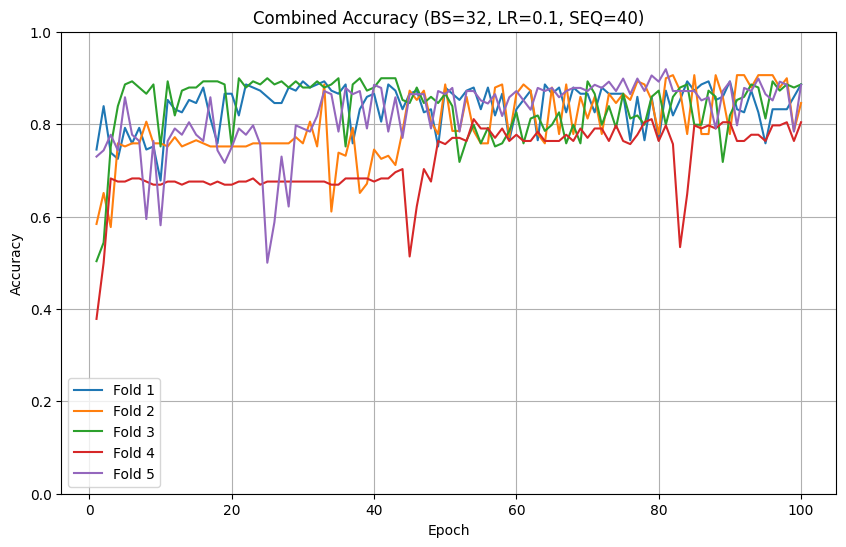 Combined Accuracy (BS=32, LR=0.1, SEQ=40)
1.0
0.8
0.6
0.4
0.2
0.0
Accuracy
Fold 1
Fold 2
Fold 3
Fold 4
Fold 5
0 20 40 60 80 100
Epoch